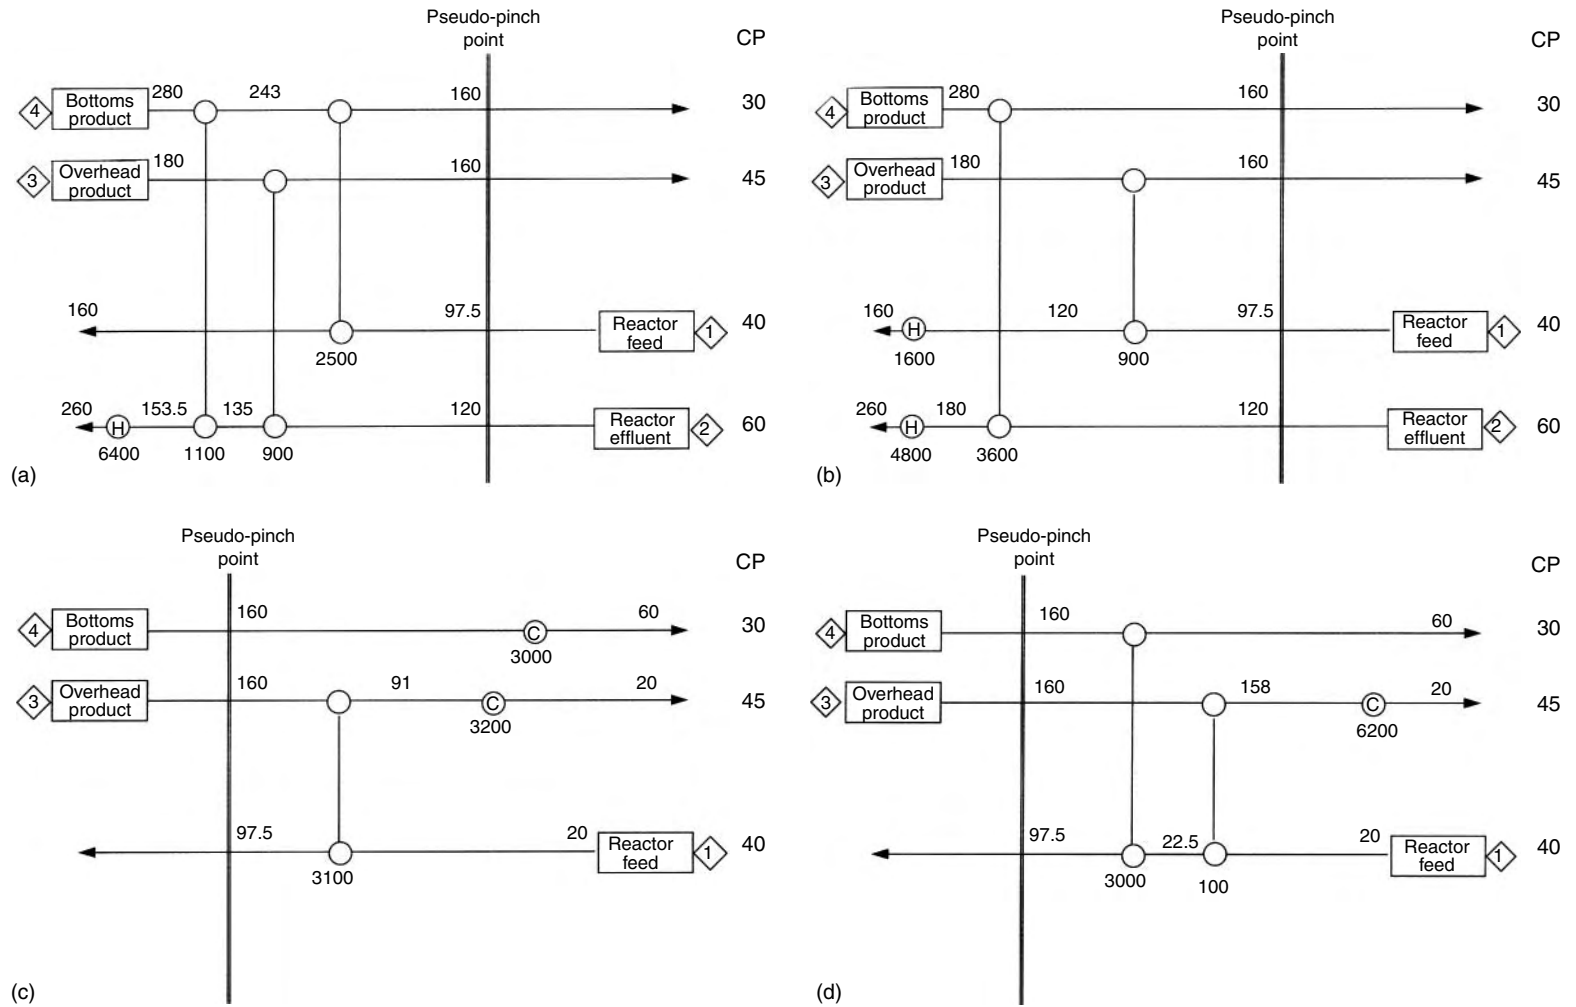 Pseudo-pinch
point
CP
4
Bottoms
product
280
243
160
30
3
Overhead
product
180
160
45
160
97.5
Reactor
feed
1
40
2500
260
153.5
135
120
Reactor
effluent
2
60
H
6400
1100
900
(a)
Pseudo-pinch
point
CP
4
Bottoms
product
280
160
30
3
Overhead
product
180
160
45
160
H
120
97.5
Reactor
feed
1
40
1600
900
260
H
180
120
Reactor
effluent
2
60
4800
3600
(b)
Pseudo-pinch
point
CP
4
Bottoms
product
160
60
30
C
3000
3
Overhead
product
160
91
20
45
C
3200
97.5
20
Reactor
feed
1
40
3100
(c)
Pseudo-pinch
point
CP
4
Bottoms
product
160
60
30
3
Overhead
product
160
158
20
45
C
6200
97.5
22.5
20
Reactor
feed
1
40
3000
100
(d)